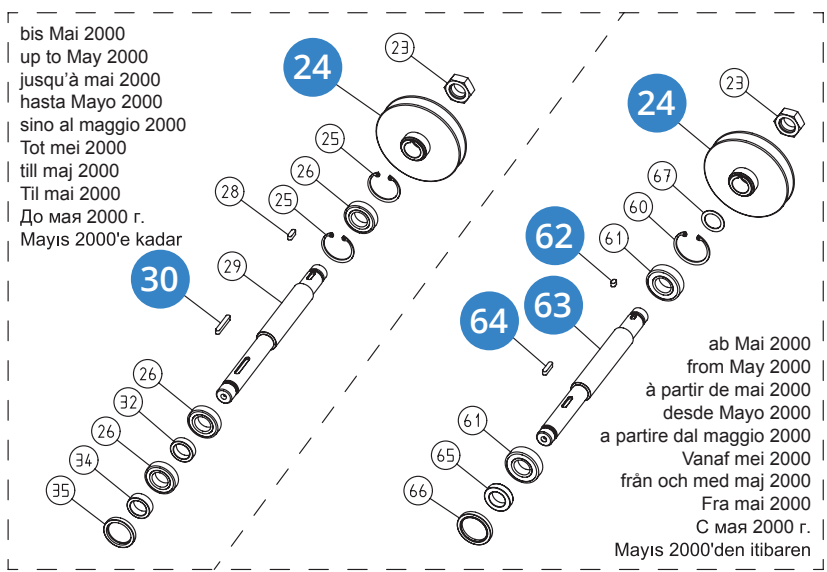 bis Mai 2000
up to May 2000
jusqu'à mai 2000
hasta Mayo 2000
sino al maggio 2000
Tot mei 2000
till maj 2000
Til mai 2000
До мая 2000 г.
Mayıs 2000'e kadar
23
24
25
26
28
25
30
29
26
32
26
34
35
23
24
67
60
61
62
63
64
61
65
66
ab Mai 2000
from May 2000
à partir de mai 2000
desde Mayo 2000
a partire dal maggio 2000
Vanaf mei 2000
från och med maj 2000
Fra mai 2000
С мая 2000 г.
Mayıs 2000'den itibaren